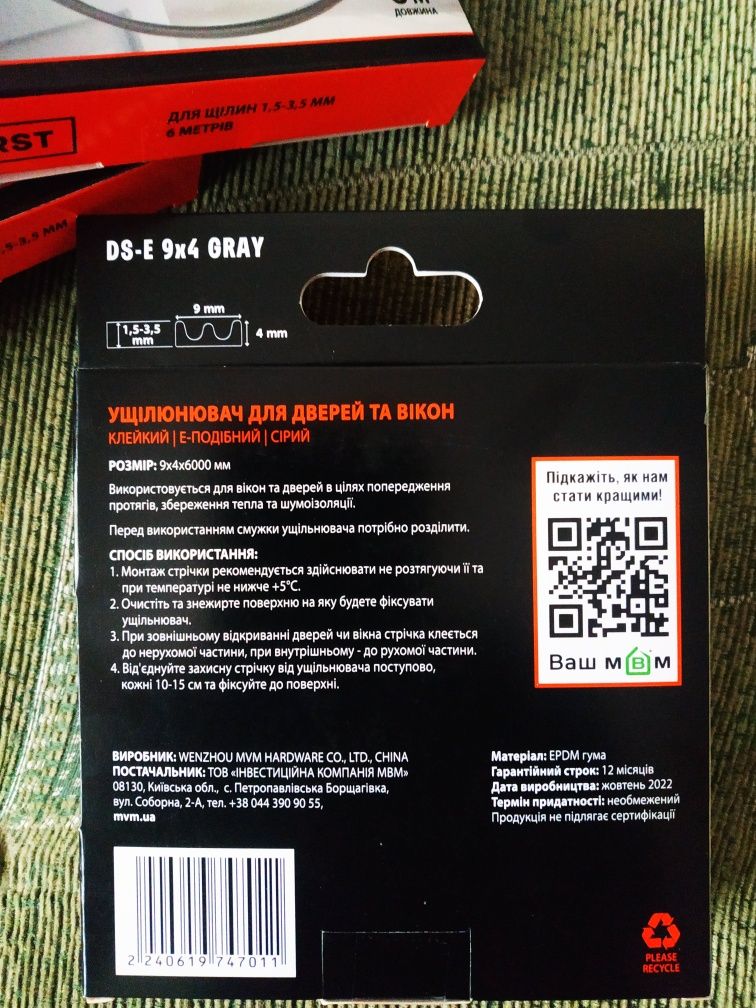 ДОВЖИНА
ДЛЯ ЩІЛИН 1,5-3,5 ММ
6 МЕТРІВ
RST
,5-3,5 ММ
DS-E 9x4 GRAY
9 mm
1,5-3,5
mm
4 mm
УЩІЛЮНЮВАЧ ДЛЯ ДВЕРЕЙ ТА ВІКОН
КЛЕЙКИЙ | Е-ПОДІБНИЙ | СІРИЙ
РОЗМІР: 9x4x6000 мм
Використовується для вікон та дверей в цілях попередження
протягів, збереження тепла та шумоізоляції.
Перед використанням смужки ущільнювача потрібно розділити.
СПОСІБ ВИКОРИСТАННЯ:
1. Монтаж стрічки рекомендується здійснювати не розтягуючи її та
при температурі не нижче +5°C.
2. Очистіть та знежирте поверхню на яку будете фіксувати
ущільнювач.
3. При зовнішньому відкриванні дверей чи вікна стрічка клеється
до нерухомої частини, при внутрішньому - до рухомої частини.
4. Від'єднуйте захисну стрічку від ущільнювача поступово,
кожні 10-15 см та фіксуйте до поверхні.
Підкажіть, як нам
стати кращими!
Ваш мВм
ВИРОБНИК: WENZHOU MVM HARDWARE CO., LTD., CHINA
ПОСТАЧАЛЬНИК: ТОВ «ІНВЕСТИЦІЙНА КОМПАНІЯ МВМ»
08130, Київська обл., с. Петропавлівська Борщагівка,
вул. Соборна, 2-А, тел. +38 044 390 90 55,
mvm.ua
Матеріал: EPDM гума
Гарантійний строк: 12 місяців
Дата виробництва: жовтень 2022
Термін придатності: необмежений
Продукція не підлягає сертифікації
2 240619 747011
PLEASE
RECYCLE